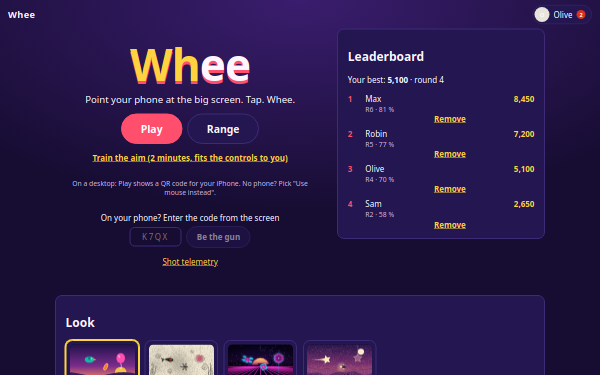 Whee
Olive 2
Whee
Point your phone at the big screen. Tap. Whee.
Play
Range
Train the aim (2 minutes, fits the controls to you)
On a desktop: Play shows a QR code for your iPhone. No phone? Pick "Use
mouse instead".
On your phone? Enter the code from the screen
K7QX
Be the gun
Shot telemetry
Leaderboard
Your best: 5,100 · round 4
1 Max 8,450
R6 · 81 %
Remove
2 Robin 7,200
R5 · 77 %
Remove
3 Olive 5,100
R4 · 70 %
Remove
4 Sam 2,650
R2 · 58 %
Remove
Look